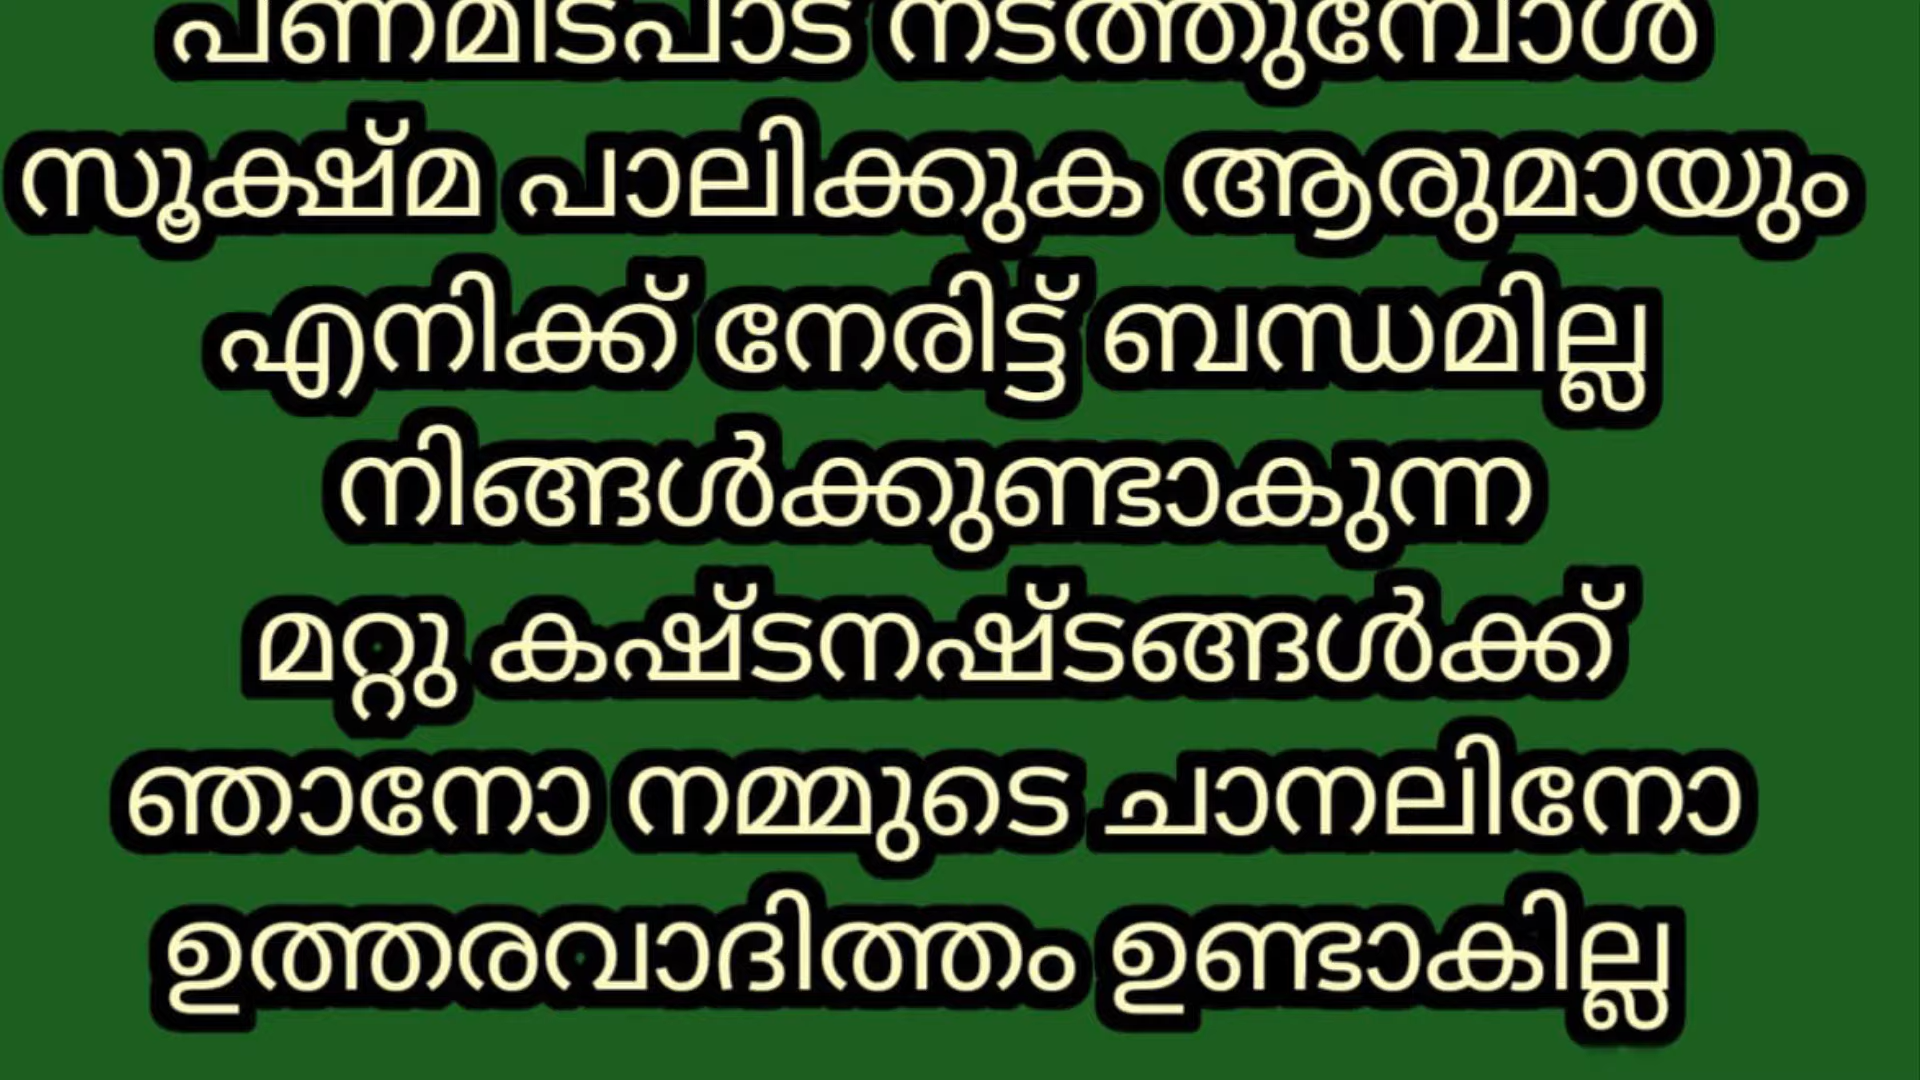 പണമിടപാട് നടത്തുമ്പോൾ
സൂക്ഷ്മ പാലിക്കുക ആരുമായും
എനിക്ക് നേരിട്ട് ബന്ധമില്ല
നിങ്ങൾക്കുണ്ടാകുന്ന
മറ്റു കഷ്ടനഷ്ടങ്ങൾക്ക്
ഞാനോ നമ്മുടെ ചാനലിനോ
ഉത്തരവാദിത്തം ഉണ്ടാകില്ല